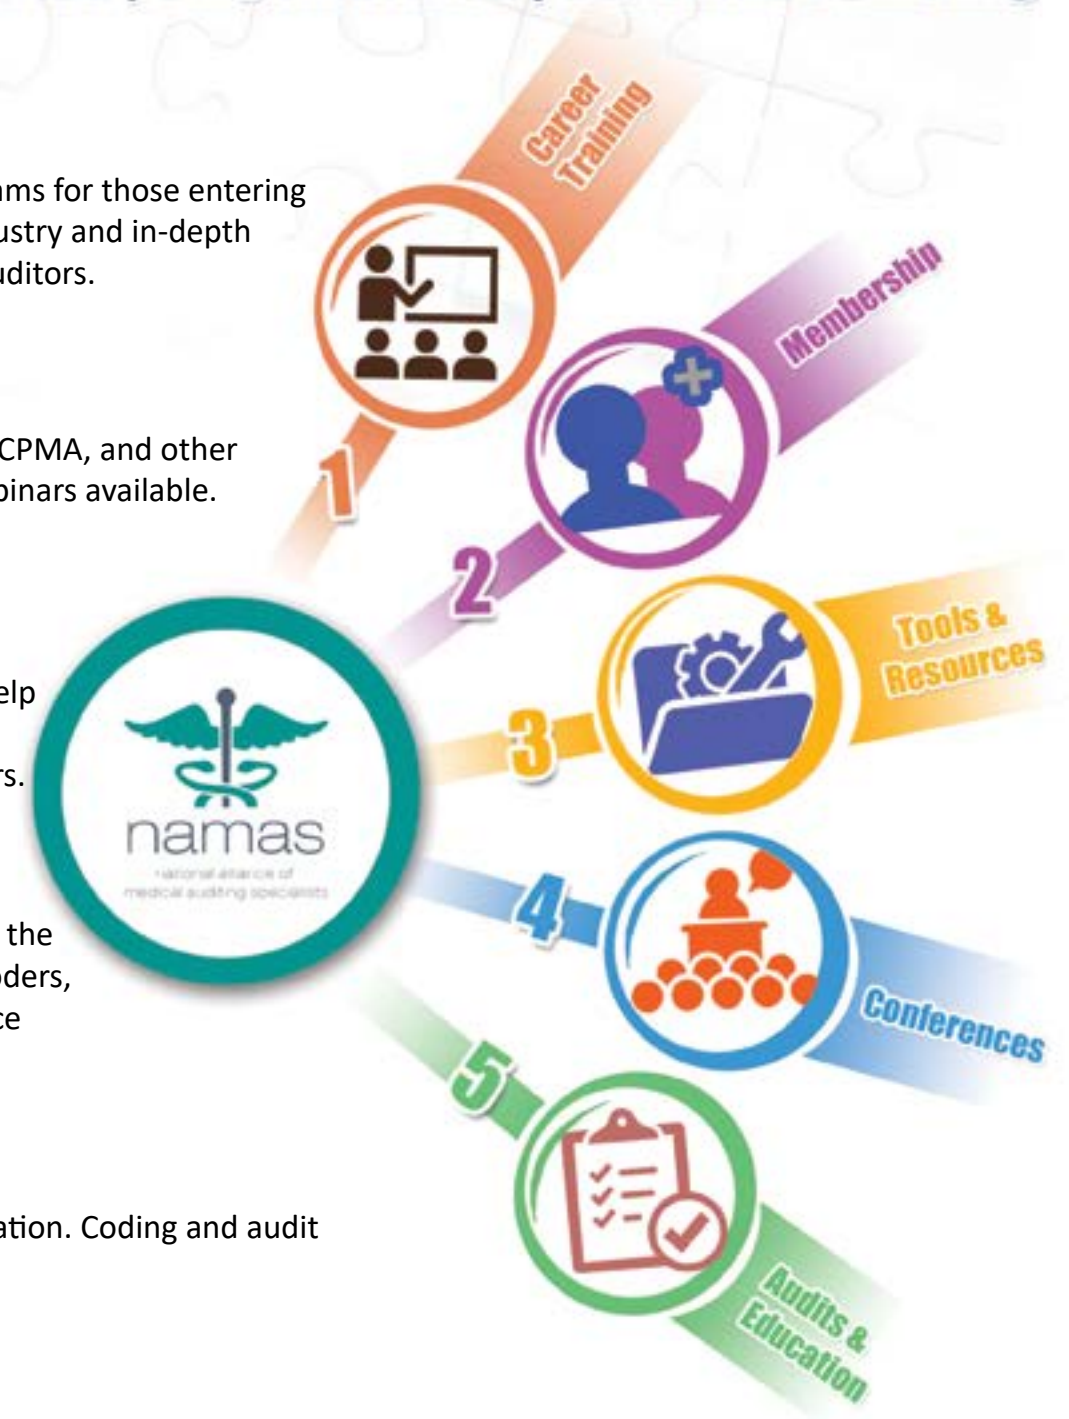 ams for those entering
ustry and in-depth
uditors.
CPMA, and other
binars available.
elp
rs.
the
oders,
ce
ation. Coding and audit
Career
Training
1
Membership
2
Tools &
Resources
3
namas
national alliance of
medical auditing specialists
4
Conferences
5
Audits &
Education